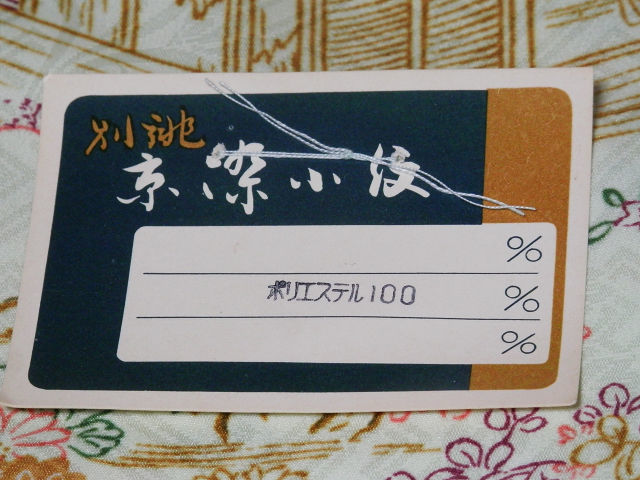 別誂
京染小紋
%
ポリエステル100 %
%